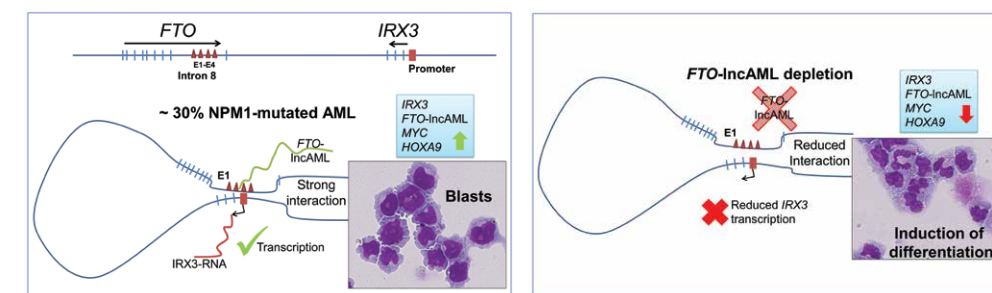 FTO
IRX3
E1-E4
Intron 8
Promoter
~ 30% NPM1-mutated AML
IRX3
FTO-lncAML
MYC
HOXA9
FTO-
lncAML
E1
Strong
interaction
Blasts
Transcription
IRX3-RNA
FTO-lncAML depletion
FTO-
lncAML
IRX3
FTO-lncAML
MYC
HOXA9
E1
Reduced
Interaction
Reduced IRX3
transcription
Induction of
differentiation